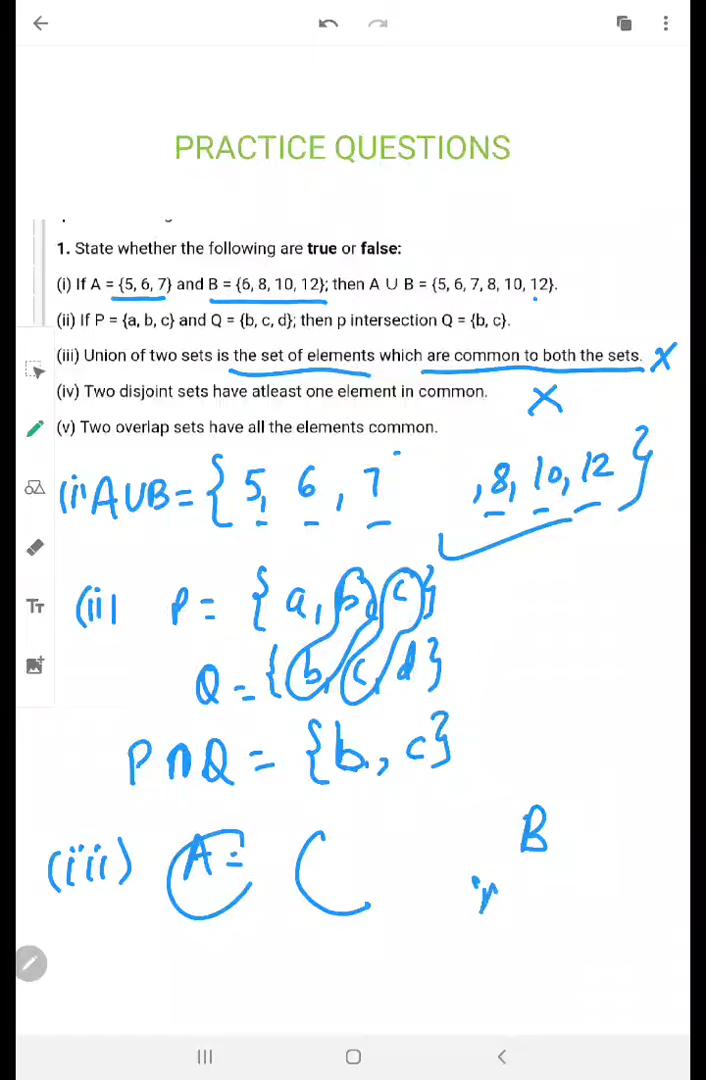 PRACTICE QUESTIONS
1. State whether the following are true or false:
(i) If A = {5, 6, 7} and B = {6, 8, 10, 12}; then A U B = {5, 6, 7, 8, 10, 12}.
(ii) If P = {a, b, c} and Q = {b, c, d}; then p intersection Q = {b, c}.
(iii) Union of two sets is the set of elements which are common to both the sets. X
(iv) Two disjoint sets have atleast one element in common. X
(v) Two overlap sets have all the elements common.
(i) AUB = { 5, 6, 7 , 8, 10, 12 }
(ii) P = { a, b, c}
Q = {b, c, d}
P ∩ Q = {b, c}
B
(iii) A = (
Tт